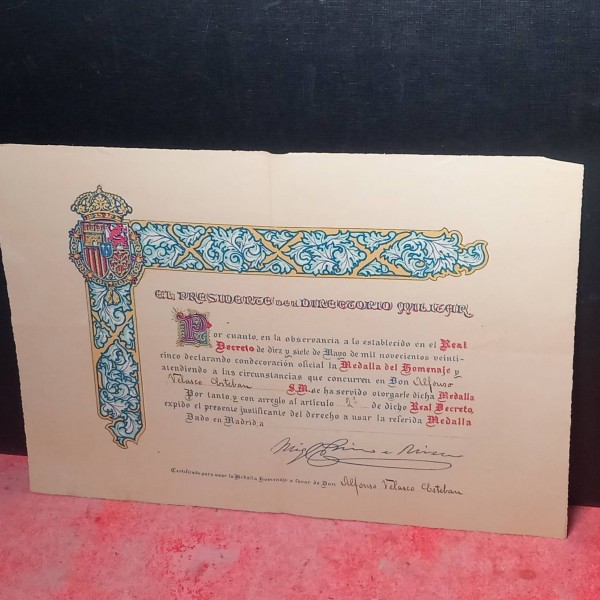 EL PRESIDENTE DEL DIRECTORIO MILITAR
Por cuanto, en la observancia a lo establecido en el Real
Decreto de diez y siete de Mayo de mil novecientos veinti-
cinco declarando condecoración oficial la Medalla del Homenaje y
atendiendo a las circunstancias que concurren en Don Alfonso
Velasco Esteban S.M. se ha servido otorgarle dicha Medalla
Por tanto, y con arreglo al artículo 2º de dicho Real Decreto,
expido el presente justificante del derecho a usar la referida Medalla
Dado en Madrid, a
Miguel Primo de Rivera
Certificado para usar la Medalla Homenaje a favor de Don Alfonso Velasco Esteban